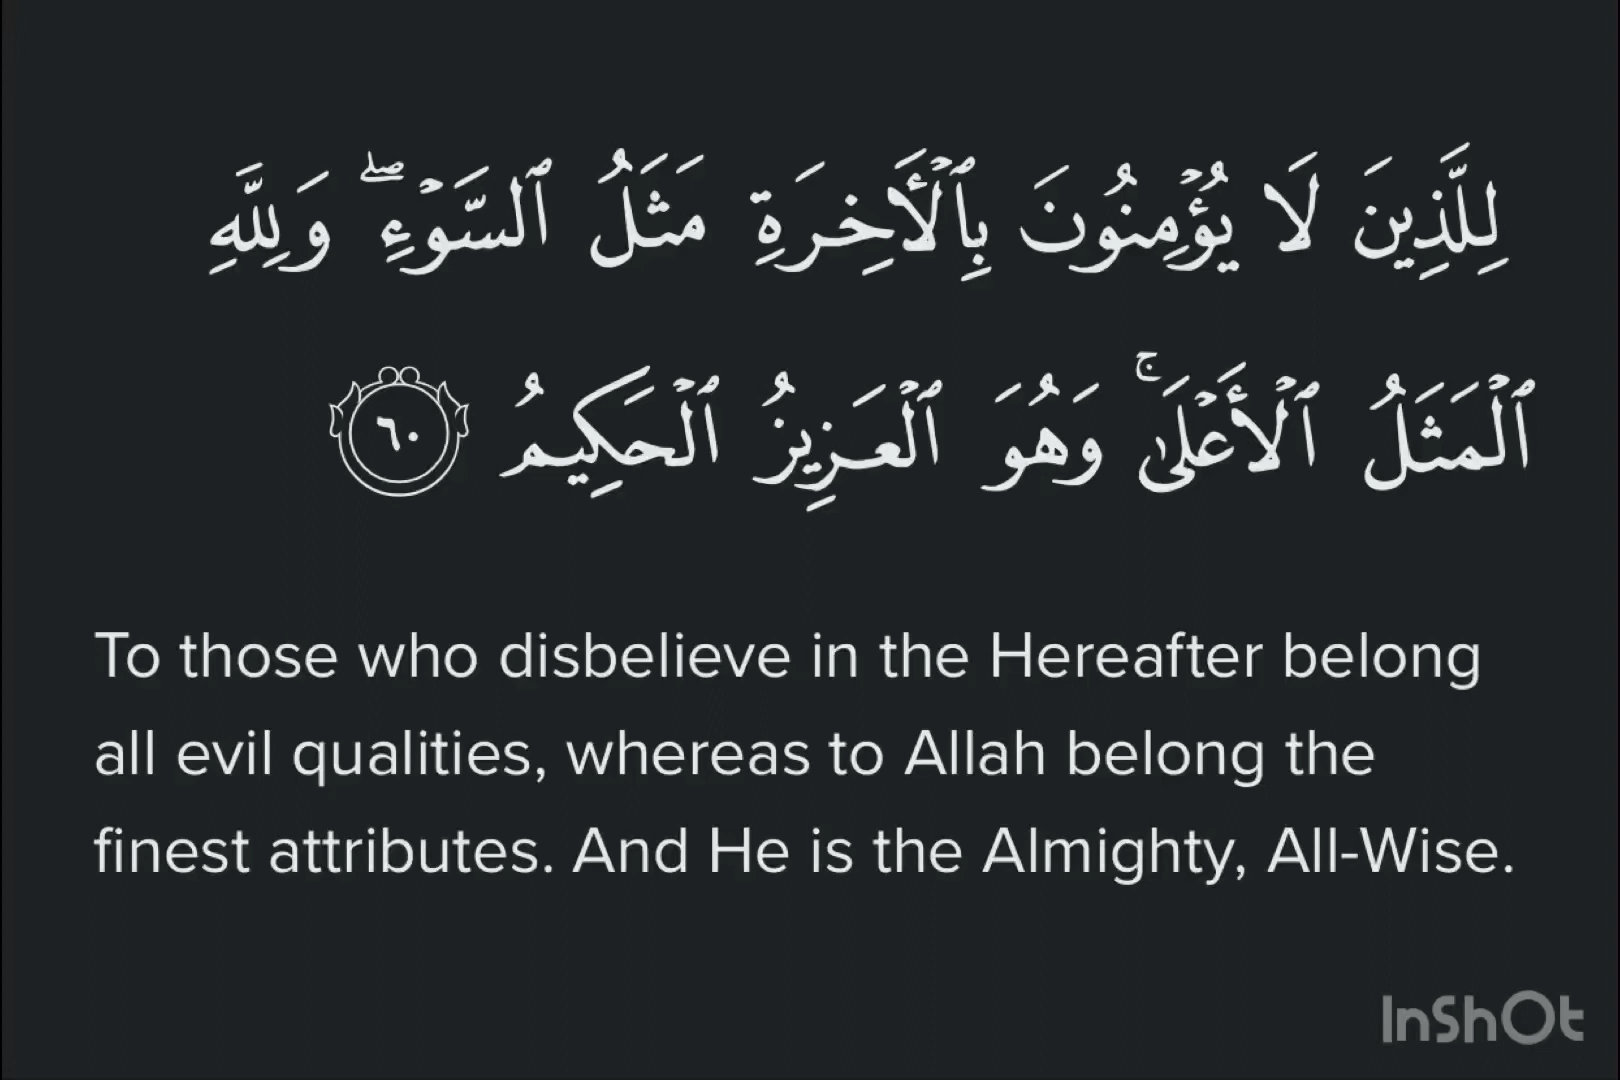 لِلَّذِينَ لَا يُؤۡمِنُونَ بِٱلۡأَخِرَةِ مَثَلُ ٱلسَّوۡءِۖ وَلِلَّهِ
ٱلۡمَثَلُ ٱلۡأَعۡلَىٰۚ وَهُوَ ٱلۡعَزِيزُ ٱلۡحَكِيمُ ٦٠
To those who disbelieve in the Hereafter belong
all evil qualities, whereas to Allah belong the
finest attributes. And He is the Almighty, All-Wise.
InShOt